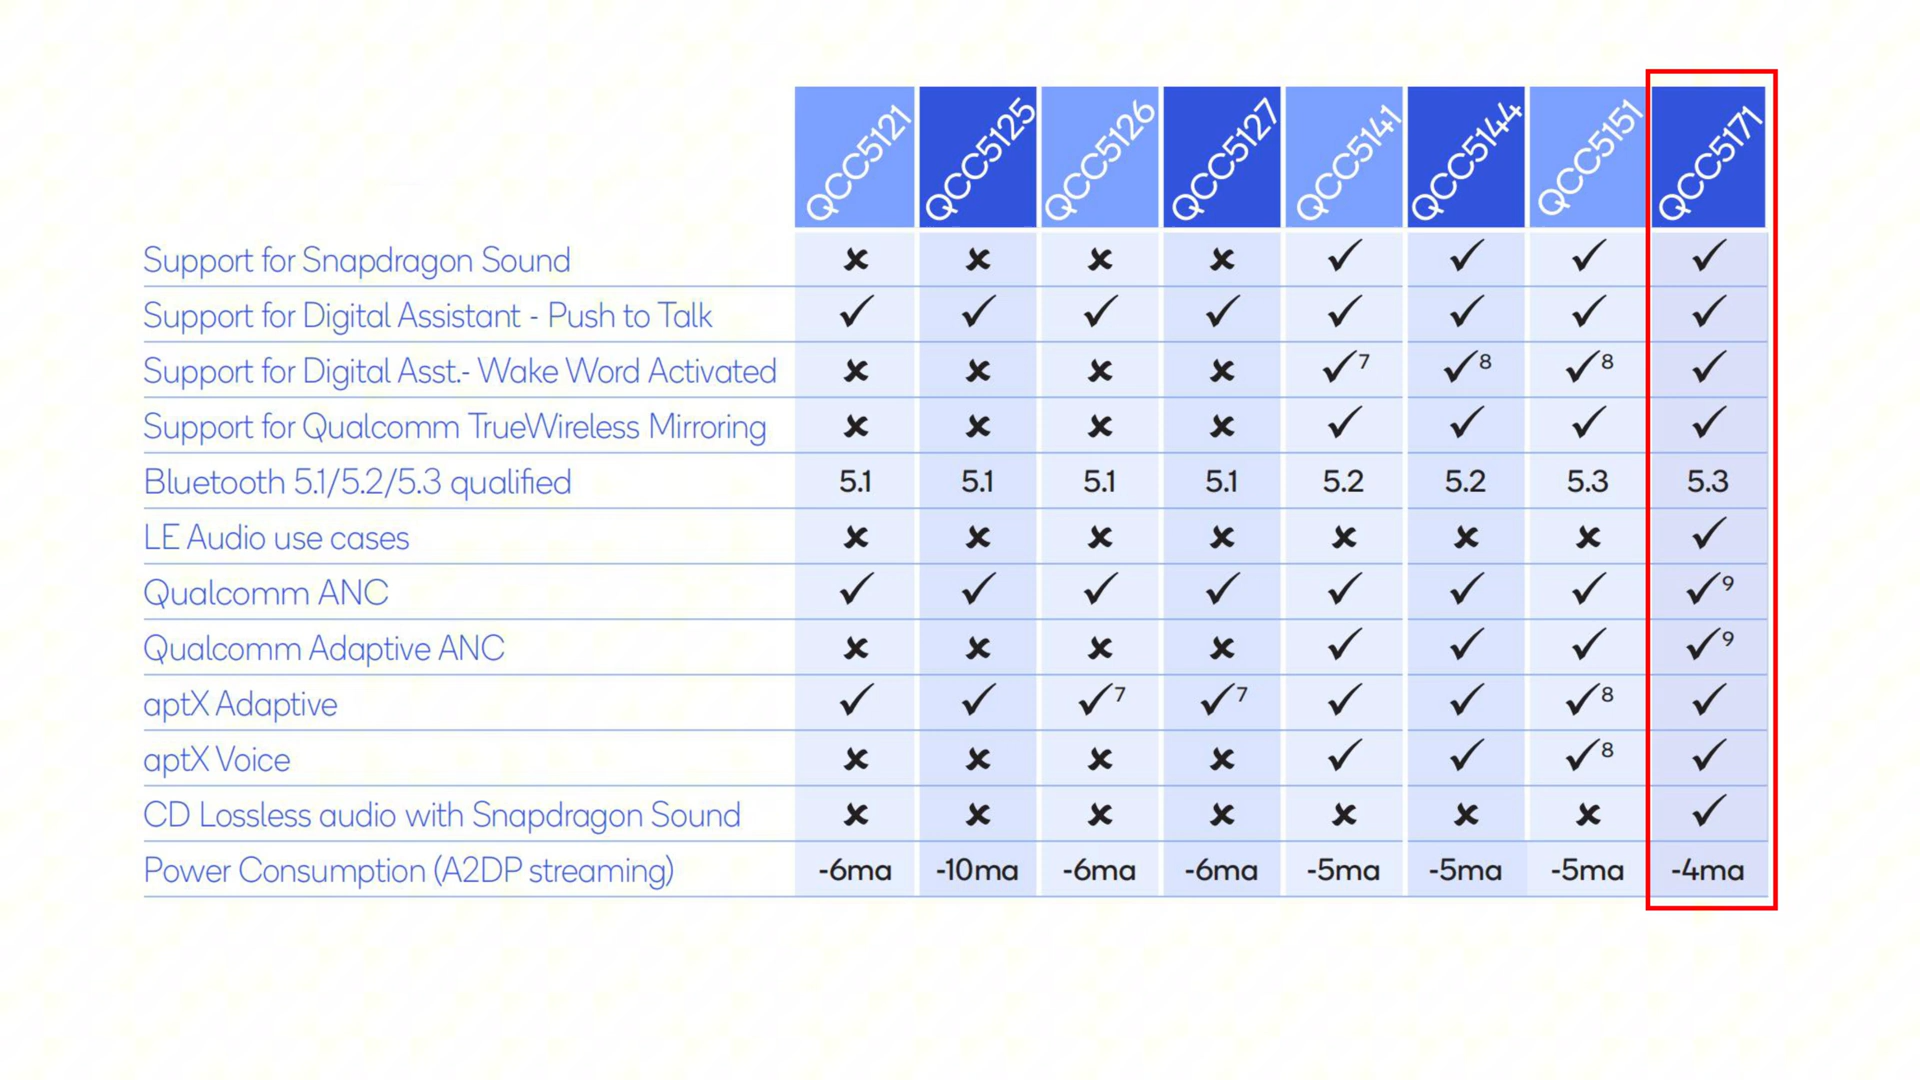 QCC5121 QCC5125 QCC5126 QCC5127 QCC5141 QCC5144 QCC5151 QCC5171
Support for Snapdragon Sound ✘ ✘ ✘ ✘ ✓ ✓ ✓ ✓
Support for Digital Assistant - Push to Talk ✓ ✓ ✓ ✓ ✓ ✓ ✓ ✓
Support for Digital Asst.- Wake Word Activated ✘ ✘ ✘ ✘ ✓7 ✓8 ✓8 ✓
Support for Qualcomm TrueWireless Mirroring ✘ ✘ ✘ ✘ ✓ ✓ ✓ ✓
Bluetooth 5.1/5.2/5.3 qualified 5.1 5.1 5.1 5.1 5.2 5.2 5.3 5.3
LE Audio use cases ✘ ✘ ✘ ✘ ✘ ✘ ✘ ✓
Qualcomm ANC ✓ ✓ ✓ ✓ ✓ ✓ ✓ ✓9
Qualcomm Adaptive ANC ✘ ✘ ✘ ✘ ✓ ✓ ✓ ✓9
aptX Adaptive ✓ ✓ ✓7 ✓7 ✓ ✓ ✓8 ✓
aptX Voice ✘ ✘ ✘ ✘ ✓ ✓ ✓8 ✓
CD Lossless audio with Snapdragon Sound ✘ ✘ ✘ ✘ ✘ ✘ ✘ ✓
Power Consumption (A2DP streaming) -6ma -10ma -6ma -6ma -5ma -5ma -5ma -4ma